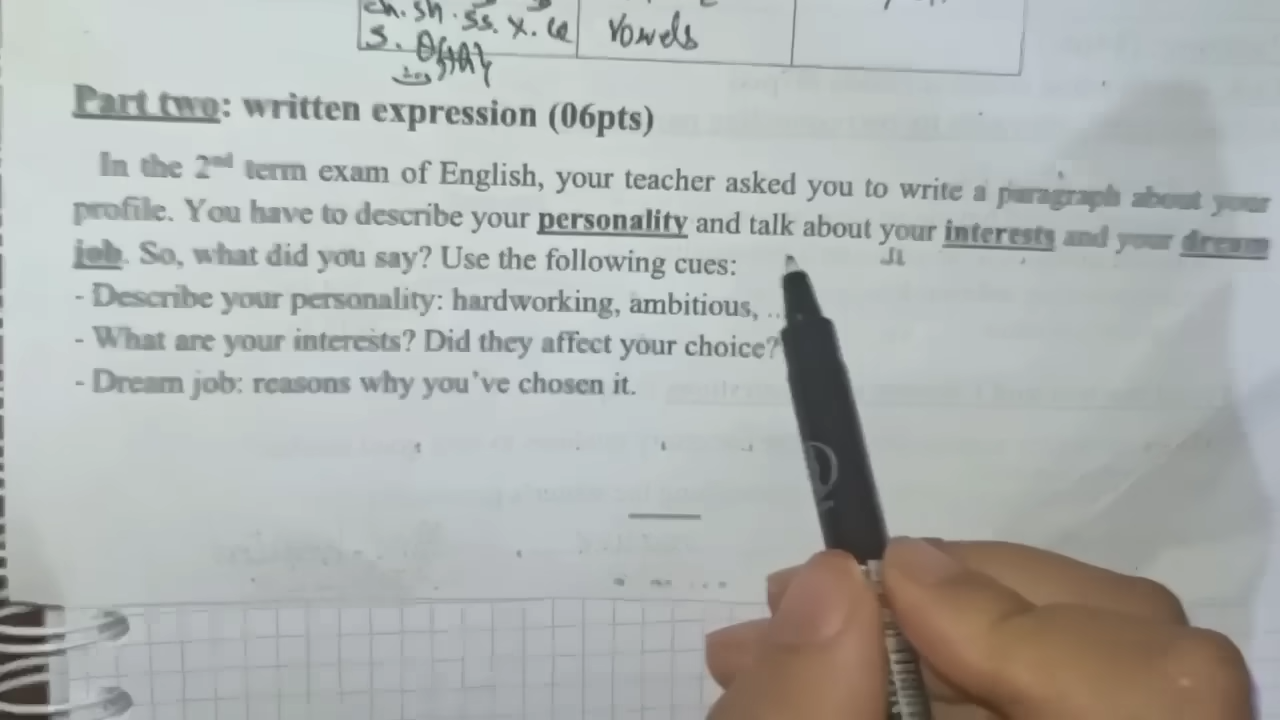 ch. sh. ss. x. ce vowels
s.
Part two: written expression (06pts)
In the 2nd term exam of English, your teacher asked you to write a paragraph about your
profile. You have to describe your personality and talk about your interests and your dream
job. So, what did you say? Use the following cues:
- Describe your personality: hardworking, ambitious, ..
- What are your interests? Did they affect your choice?
- Dream job: reasons why you've chosen it.